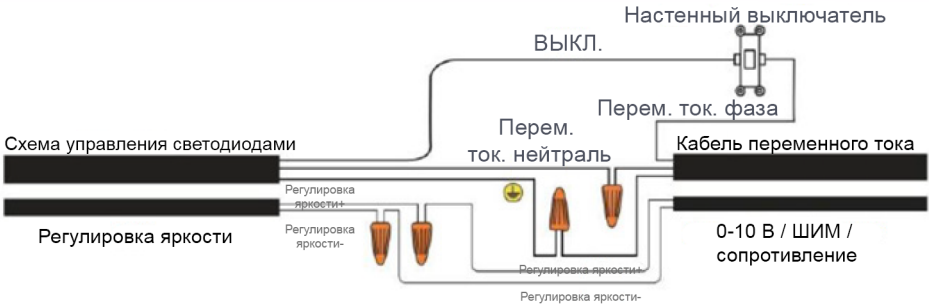 Настенный выключатель
ВЫКЛ.
Перем. ток. фаза
Схема управления светодиодами
Перем.
ток. нейтраль
Кабель переменного тока
Регулировка
яркости+
Регулировка
яркости-
Регулировка яркости
0-10 В / ШИМ /
сопротивление
Регулировка яркости+
Регулировка яркости-